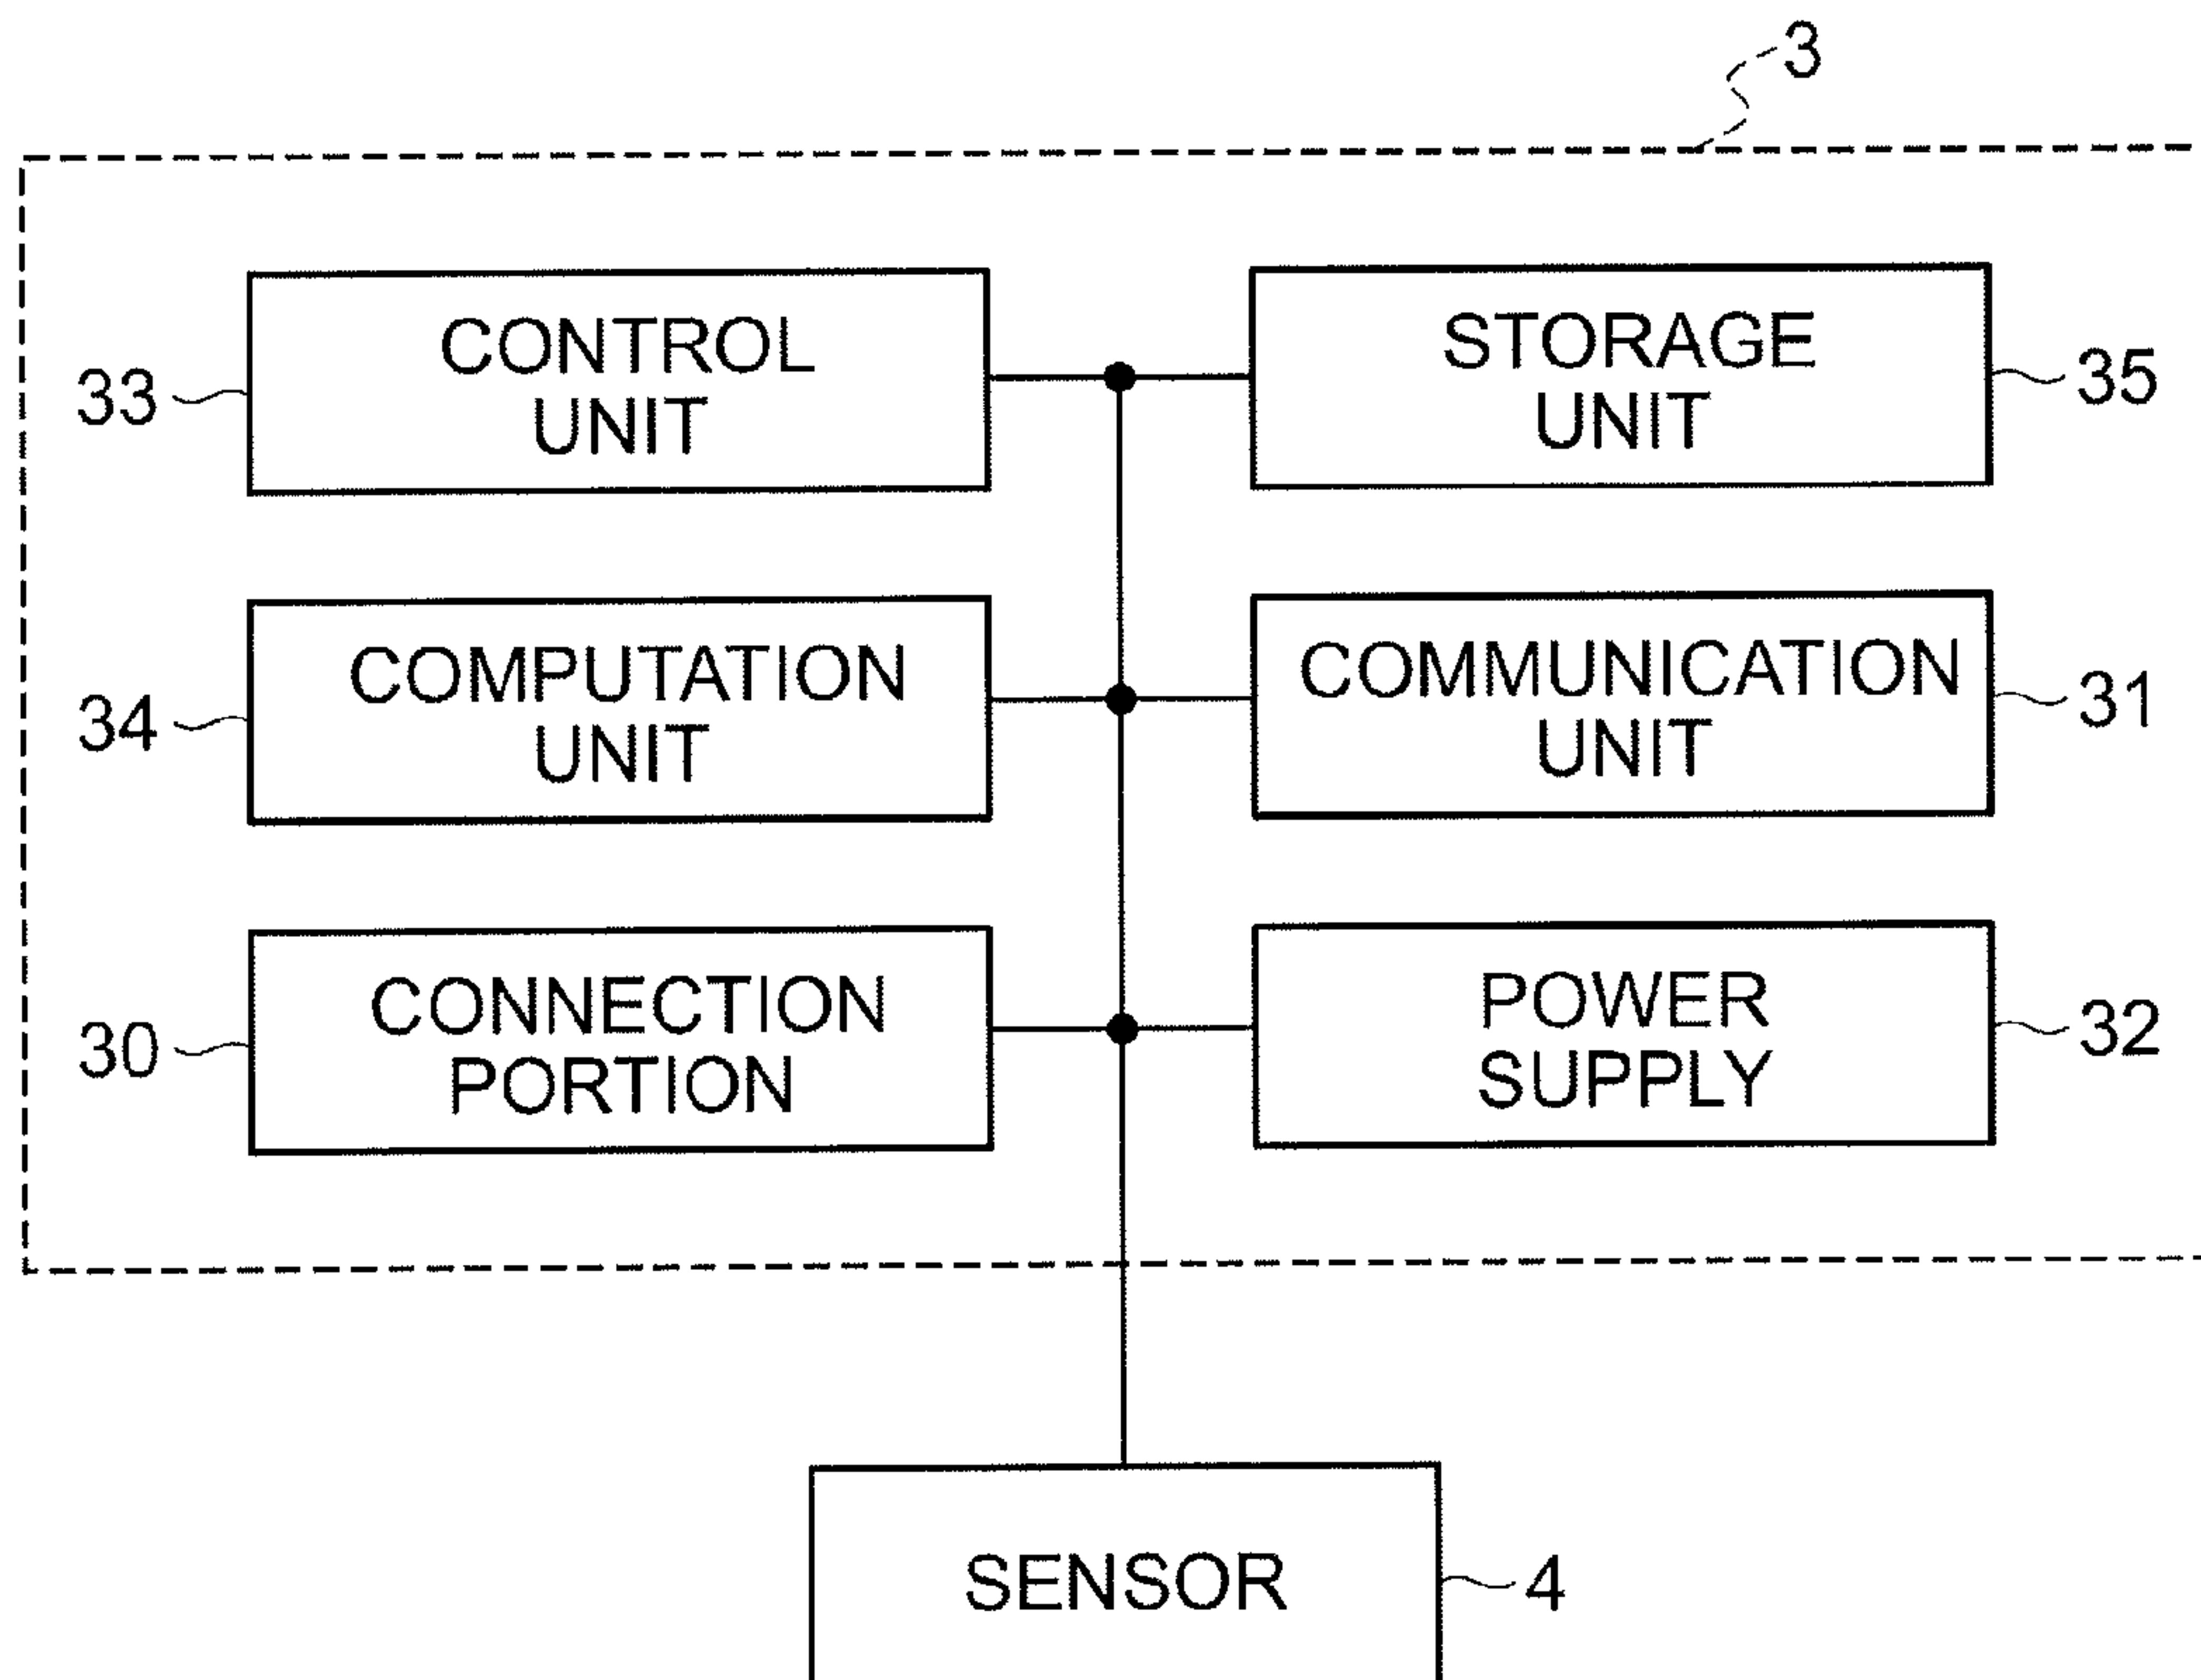 3
CONTROL
UNIT
33
STORAGE
UNIT
35
COMPUTATION
UNIT
34
COMMUNICATION
UNIT
31
CONNECTION
PORTION
30
POWER
SUPPLY
32
SENSOR
4